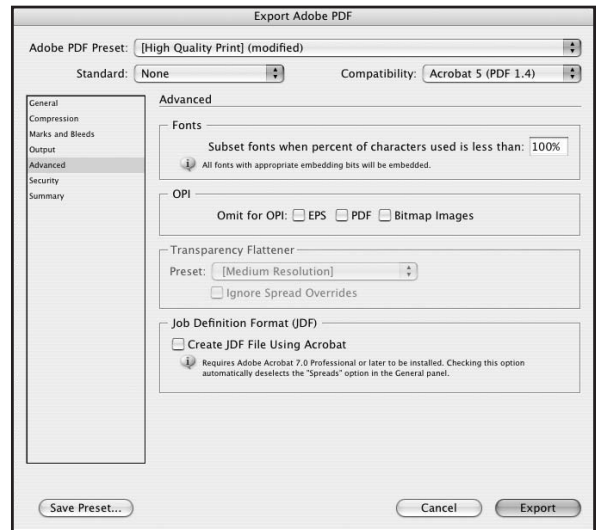 Export Adobe PDF
Adobe PDF Preset: [High Quality Print] (modified)
Standard: None Compatibility: Acrobat 5 (PDF 1.4)
General
Compression
Marks and Bleeds
Output
Advanced
Security
Summary
Advanced
Fonts
Subset fonts when percent of characters used is less than: 100%
All fonts with appropriate embedding bits will be embedded.
OPI
Omit for OPI: EPS PDF Bitmap Images
Transparency Flattener
Preset: [Medium Resolution]
Ignore Spread Overrides
Job Definition Format (JDF)
Create JDF File Using Acrobat
Requires Adobe Acrobat 7.0 Professional or later to be installed. Checking this option
automatically deselects the "Spreads" option in the General panel.
Save Preset... Cancel Export